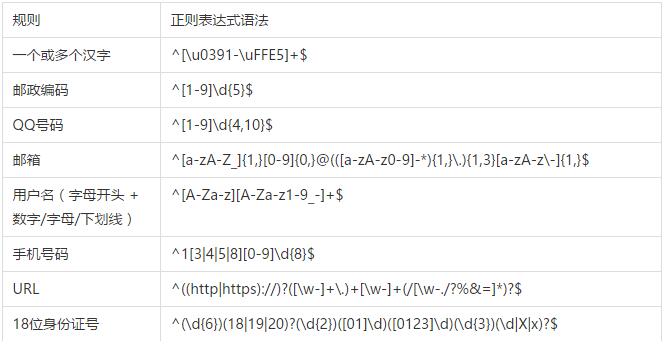 规则 正则表达式语法
一个或多个汉字 ^[\u0391-\uFFE5]+$
邮政编码 ^[1-9]\d{5}$
QQ号码 ^[1-9]\d{4,10}$
邮箱 ^[a-zA-Z_]{1,}[0-9]{0,}@(([a-zA-z0-9]-*){1,}\.){1,3}[a-zA-z\-]{1,}$
用户名（字母开头 + ^[A-Za-z][A-Za-z1-9_-]+$
数字/字母/下划线）
手机号码 ^1[3|4|5|8][0-9]\d{8}$
URL ^((http|https)://)?([\w-]+\.)+[\w-]+(/[\w-./?%&=]*)?$
18位身份证号 ^(\d{6})(18|19|20)?(\d{2})([01]\d)([0123]\d)(\d{3})(\d|X|x)?$